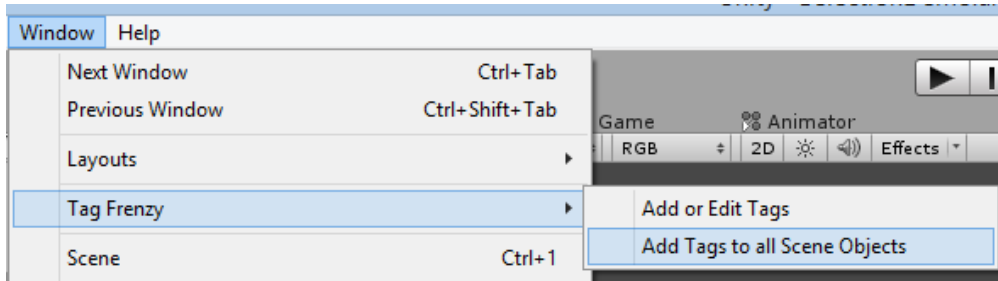 Window Help
Next Window Ctrl+Tab
Previous Window Ctrl+Shift+Tab
Game Animator
Layouts
RGB 2D Effects
Tag Frenzy
Add or Edit Tags
Add Tags to all Scene Objects
Scene Ctrl+1